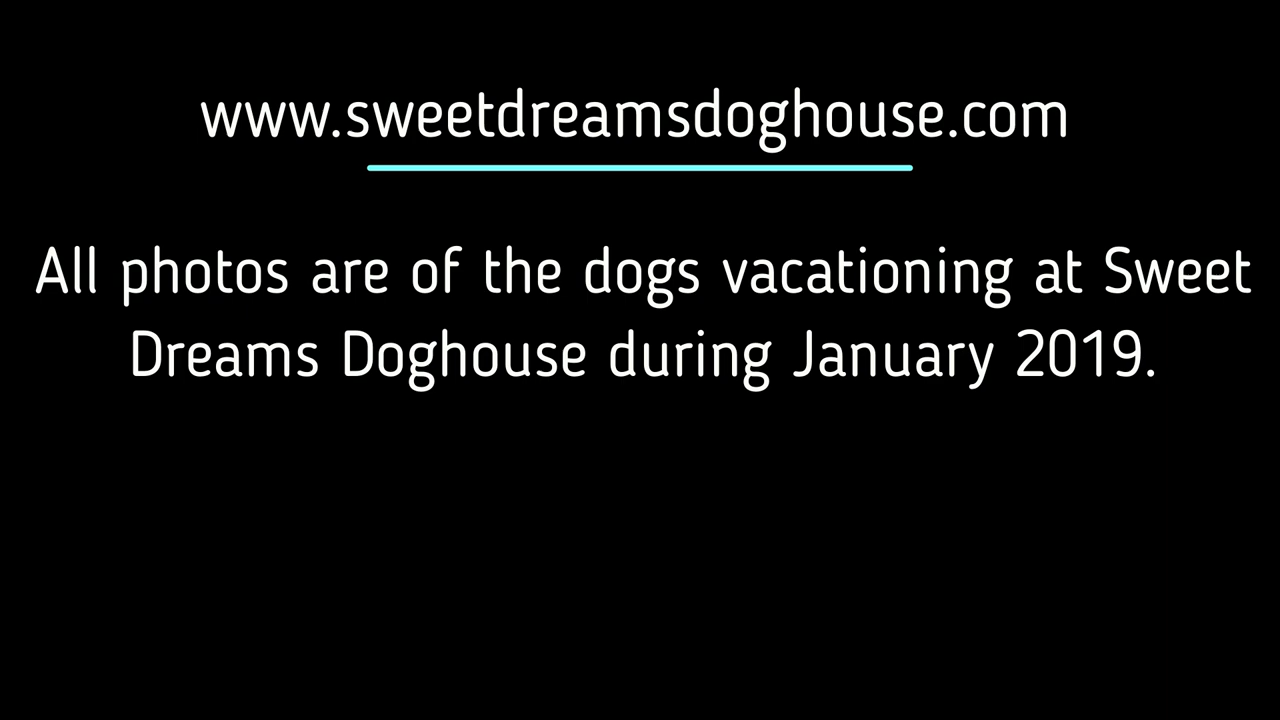 www.sweetdreamsdoghouse.com
All photos are of the dogs vacationing at Sweet
Dreams Doghouse during January 2019.